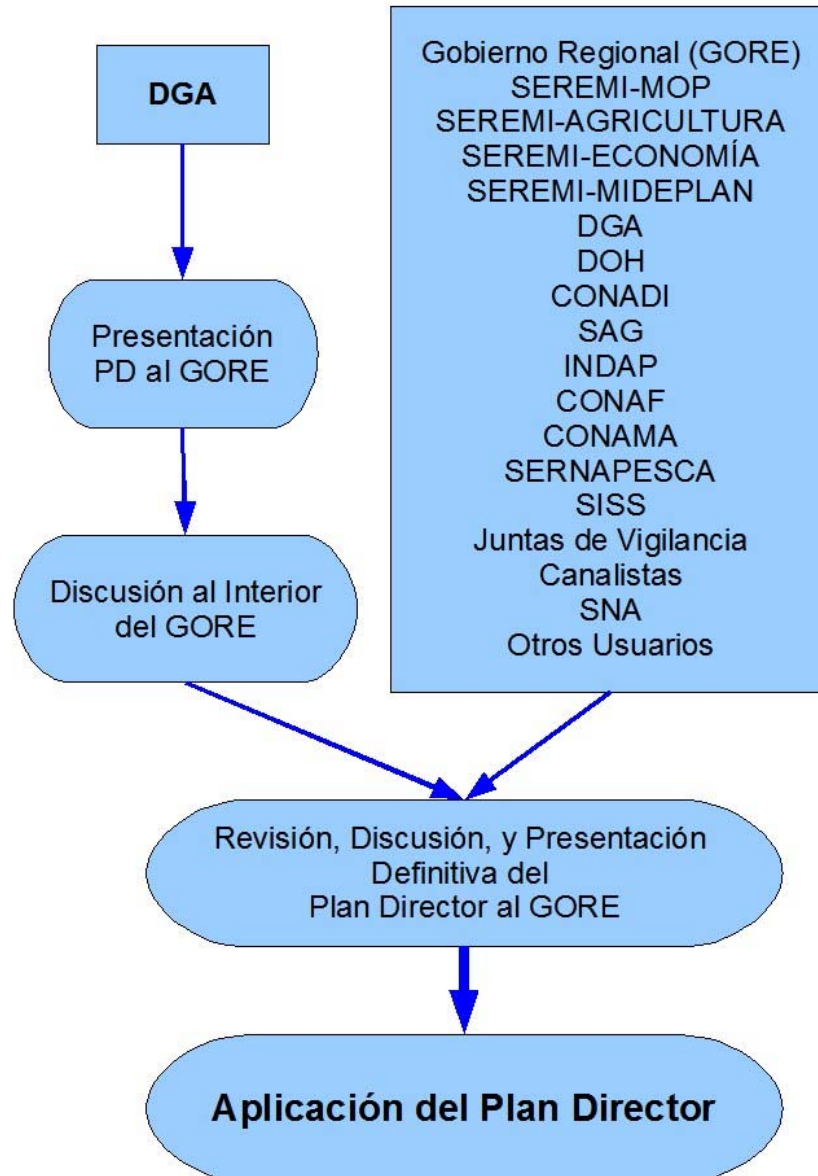 DGA
Presentación
PD al GORE
Discusión al Interior
del GORE
Gobierno Regional (GORE)
SEREMI-MOP
SEREMI-AGRICULTURA
SEREMI-ECONOMÍA
SEREMI-MIDEPLAN
DGA
DOH
CONADI
SAG
INDAP
CONAF
CONAMA
SERNAPESCA
SISS
Juntas de Vigilancia
Canalistas
SNA
Otros Usuarios
Revisión, Discusión, y Presentación
Definitiva del
Plan Director al GORE
Aplicación del Plan Director